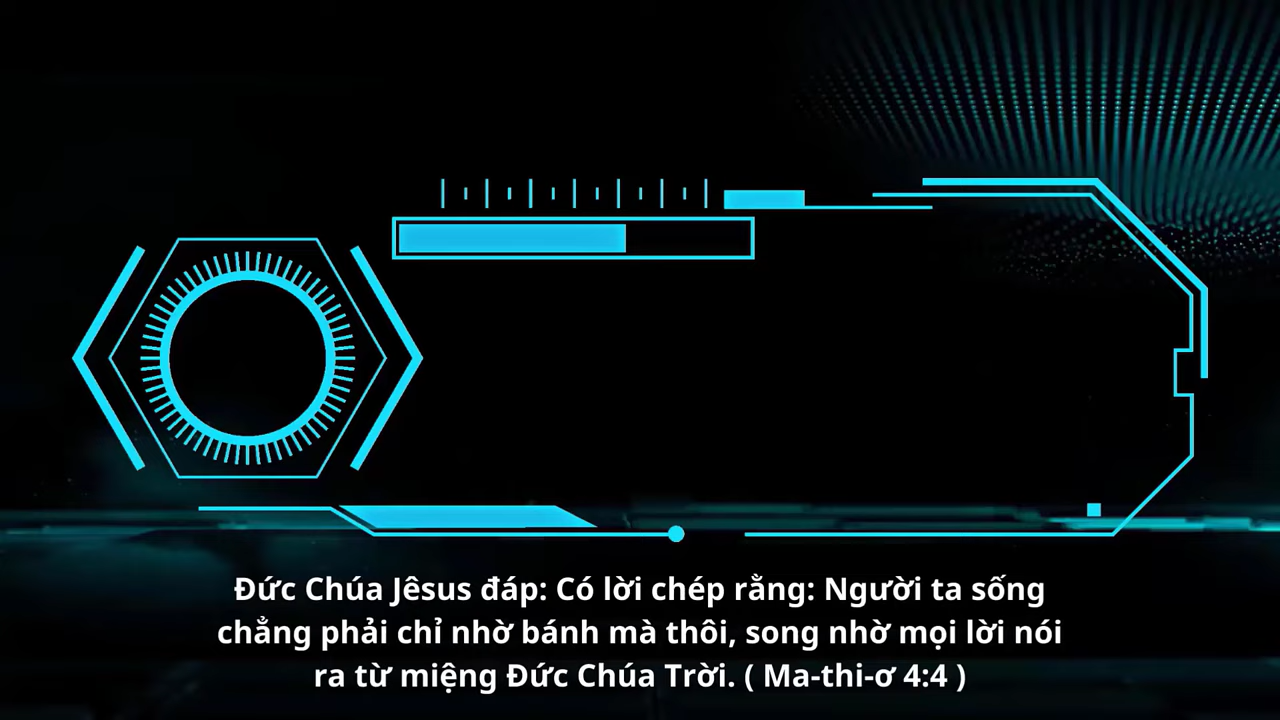 Đức Chúa Jêsus đáp: Có lời chép rằng: Người ta sống
chẳng phải chỉ nhờ bánh mà thôi, song nhờ mọi lời nói
ra từ miệng Đức Chúa Trời. ( Ma-thi-ơ 4:4 )